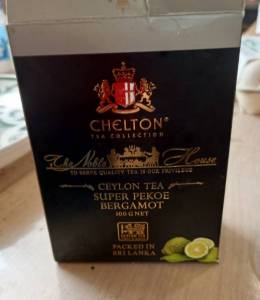 CHELTON®
TEA COLLECTION
The Noble House
TO SERVE QUALITY TEA IS OUR PRIVILEGE
CEYLON TEA
SUPER PEKOE
BERGAMOT
100 G NET
PACKED IN
SRI LANKA